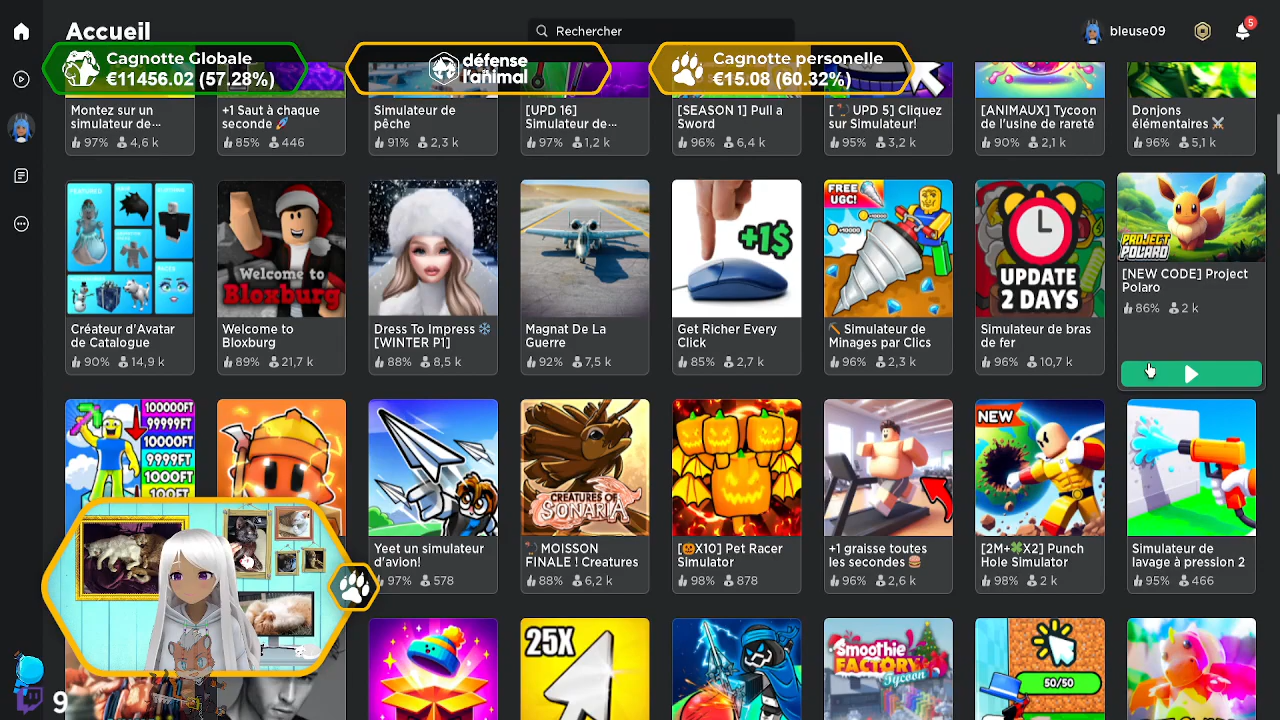 Accueil
Rechercher
bleuse09
5
Cagnotte Globale
€11456.02 (57.28%)
défense
l'animal
Cagnotte personelle
€15.08 (60.32%)
Montez sur un
simulateur de···
97% 4,6 k
+1 Saut à chaque
seconde 🚀
85% 446
Simulateur de
pêche
91% 2,3 k
[UPD 16]
Simulateur de···
97% 1,2 k
[SEASON 1] Pull a
Sword
96% 6,4 k
UPD 5] Cliquez
sur Simulateur!
95% 3,2 k
[ANIMAUX] Tycoon
de l'usine de rareté
90% 2,1 k
Donjons
élémentaires ⚔️
96% 5,1 k
Créateur d'Avatar
de Catalogue
90% 14,9 k
Welcome to
Bloxburg
Welcome to
Bloxburg
89% 21,7 k
Dress To Impress ❄️
[WINTER P1]
88% 8,5 k
Magnat De La
Guerre
92% 7,5 k
+1$
Get Richer Every
Click
85% 2,7 k
FREE
UGC!
⛏️ Simulateur de
Minages par Clics
96% 2,3 k
UPDATE
2 DAYS
Simulateur de bras
de fer
96% 10,7 k
PROJECT
POLARO
[NEW CODE] Project
Polaro
86% 2 k
100000FT
99999FT
10000FT
9999FT
1000FT
100FT
Yeet un simulateur
d'avion!
97% 578
CREATURES OF
SONARIA
MOISSON
FINALE ! Creatures
88% 6,2 k
[🎃X10] Pet Racer
Simulator
98% 878
+1 graisse toutes
les secondes 🍔
96% 2,6 k
NEW
[2M+🍀X2] Punch
Hole Simulator
98% 2 k
Simulateur de
lavage à pression 2
95% 466
25X
Smoothie
FACTORY
Tycoon
50/50
9